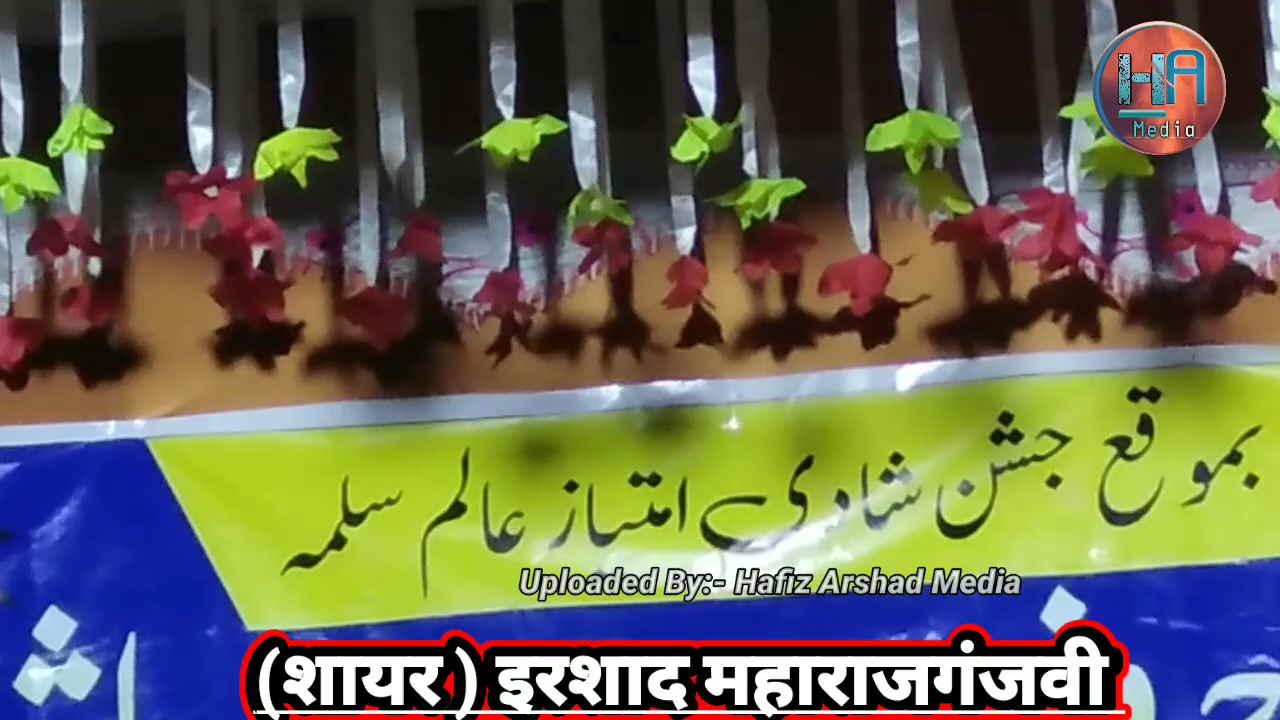 HA
Media
بموقع جشن شادی امتیاز عالم سلمہ
Uploaded By:- Hafiz Arshad Media
(शायर ) इरशाद महाराजगंजवी